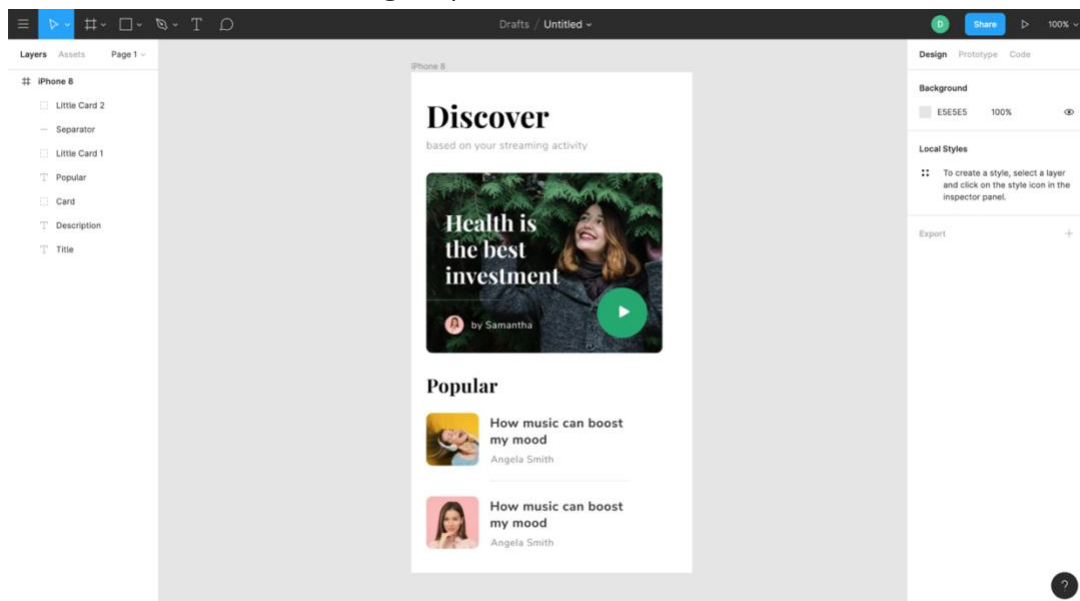 Drafts / Untitled
D
Share
100%
Layers Assets Page 1
iPhone 8
Little Card 2
Separator
Little Card 1
Popular
Card
Description
Title
iPhone 8
Discover
based on your streaming activity
Health is
the best
investment
by Samantha
Popular
How music can boost
my mood
Angela Smith
How music can boost
my mood
Angela Smith
Design Prototype Code
Background
E5E5E5 100%
Local Styles
To create a style, select a layer
and click on the style icon in the
inspector panel.
Export
?